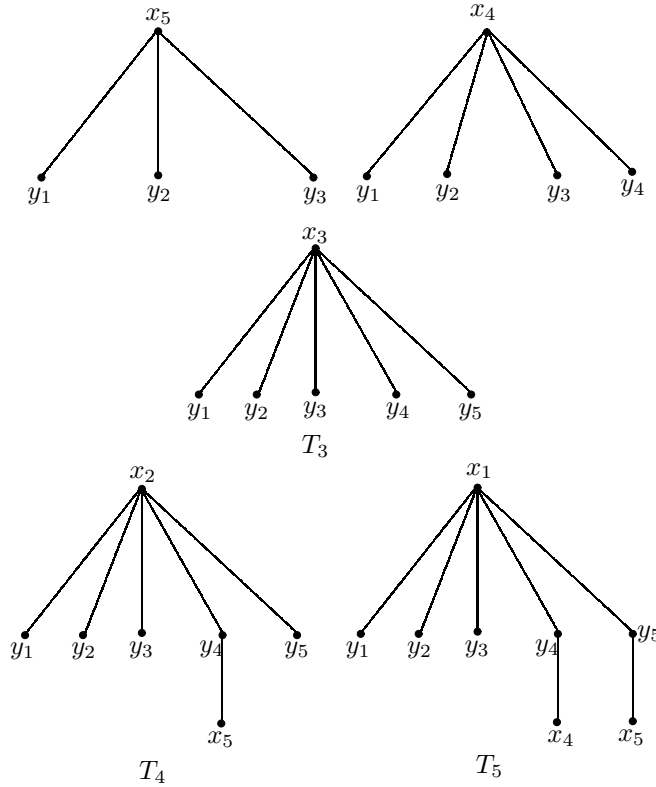 x₅ x₄
y₁ y₂ y₃ y₁ y₂ y₃ y₄
x₃
y₁ y₂ y₃ y₄ y₅
T₃
x₂ x₁
y₁ y₂ y₃ y₄ y₅ y₁ y₂ y₃ y₄ y₅
x₅ x₄ x₅
T₄ T₅